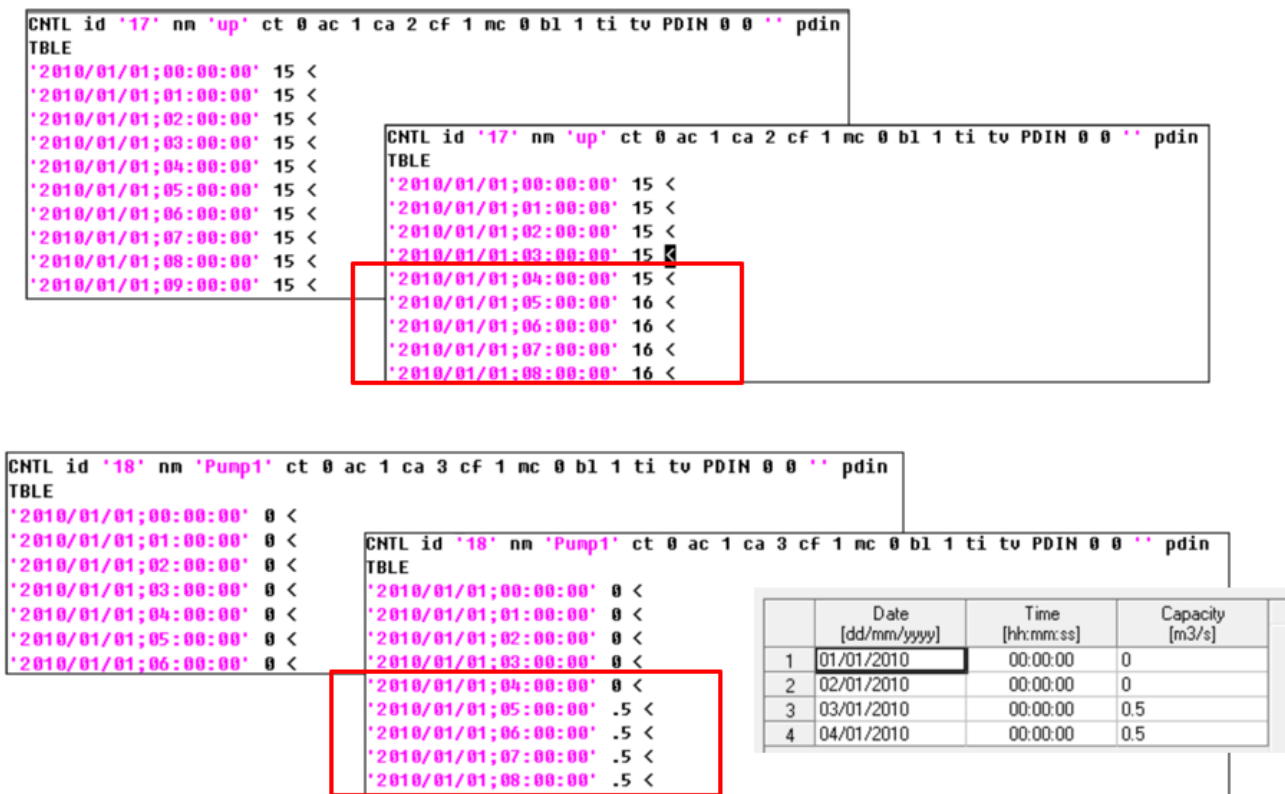 CNTL id '17' nm 'up' ct 0 ac 1 ca 2 cf 1 mc 0 bl 1 ti tv PDIN 0 0 '' pdin
TBLE
'2010/01/01;00:00:00' 15 <
'2010/01/01;01:00:00' 15 <
'2010/01/01;02:00:00' 15 <
'2010/01/01;03:00:00' 15 <
'2010/01/01;04:00:00' 15 <
'2010/01/01;05:00:00' 15 <
'2010/01/01;06:00:00' 15 <
'2010/01/01;07:00:00' 15 <
'2010/01/01;08:00:00' 15 <
'2010/01/01;09:00:00' 15 <
CNTL id '17' nm 'up' ct 0 ac 1 ca 2 cf 1 mc 0 bl 1 ti tv PDIN 0 0 '' pdin
TBLE
'2010/01/01;00:00:00' 15 <
'2010/01/01;01:00:00' 15 <
'2010/01/01;02:00:00' 15 <
'2010/01/01;03:00:00' 15 <
'2010/01/01;04:00:00' 15 <
'2010/01/01;05:00:00' 16 <
'2010/01/01;06:00:00' 16 <
'2010/01/01;07:00:00' 16 <
'2010/01/01;08:00:00' 16 <
CNTL id '18' nm 'Pump1' ct 0 ac 1 ca 3 cf 1 mc 0 bl 1 ti tv PDIN 0 0 '' pdin
TBLE
'2010/01/01;00:00:00' 0 <
'2010/01/01;01:00:00' 0 <
'2010/01/01;02:00:00' 0 <
'2010/01/01;03:00:00' 0 <
'2010/01/01;04:00:00' 0 <
'2010/01/01;05:00:00' 0 <
'2010/01/01;06:00:00' 0 <
CNTL id '18' nm 'Pump1' ct 0 ac 1 ca 3 cf 1 mc 0 bl 1 ti tv PDIN 0 0 '' pdin
TBLE
'2010/01/01;00:00:00' 0 <
'2010/01/01;01:00:00' 0 <
'2010/01/01;02:00:00' 0 <
'2010/01/01;03:00:00' 0 <
'2010/01/01;04:00:00' 0 <
'2010/01/01;05:00:00' .5 <
'2010/01/01;06:00:00' .5 <
'2010/01/01;07:00:00' .5 <
'2010/01/01;08:00:00' .5 <
Date Time Capacity
[dd/mm/yyyy] [hh:mm:ss] [m3/s]
1 01/01/2010 00:00:00 0
2 02/01/2010 00:00:00 0
3 03/01/2010 00:00:00 0.5
4 04/01/2010 00:00:00 0.5